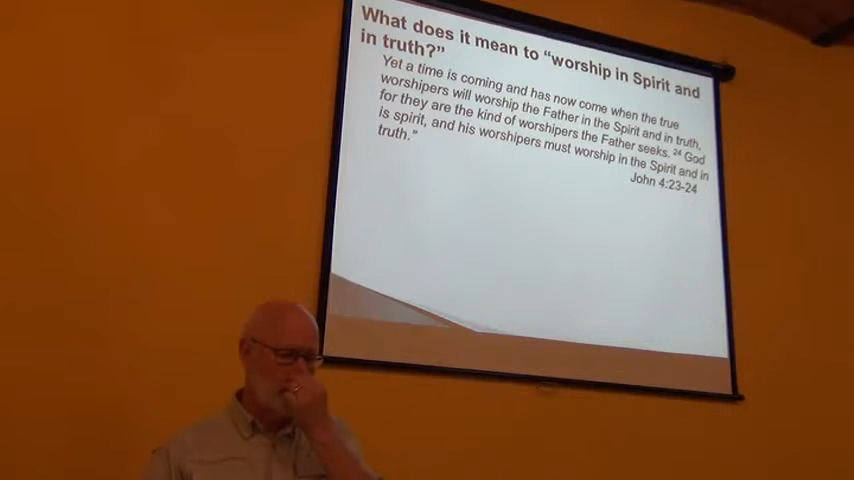 What does it mean to “worship in Spirit and
in truth?”
Yet a time is coming and has now come when the true
worshipers will worship the Father in the Spirit and in truth,
for they are the kind of worshipers the Father seeks. 24 God
is spirit, and his worshipers must worship in the Spirit and in
truth.”
John 4:23-24